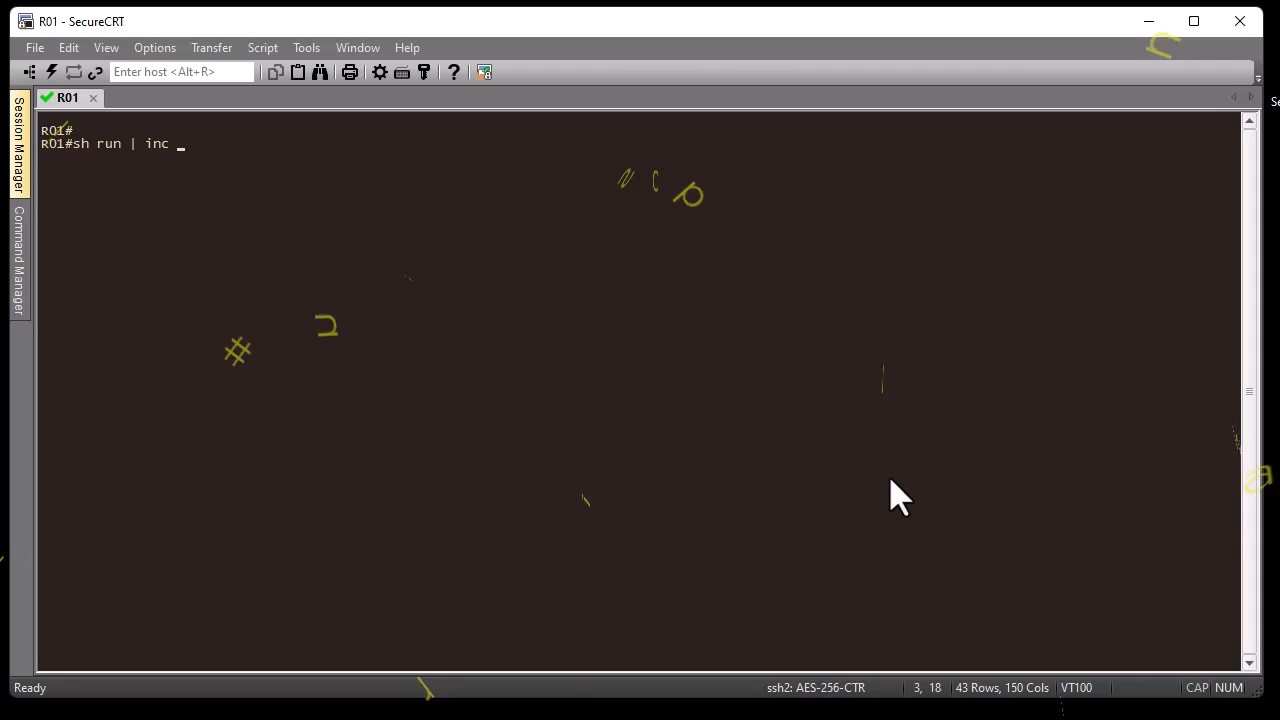 R01 - SecureCRT
File Edit View Options Transfer Script Tools Window Help
Enter host <Alt+R>
R01
Session Manager
Command Manager
R01#
R01#sh run | inc _
n
p
u
#
a
Ready ssh2: AES-256-CTR 3, 18 43 Rows, 150 Cols VT100 CAP NUM